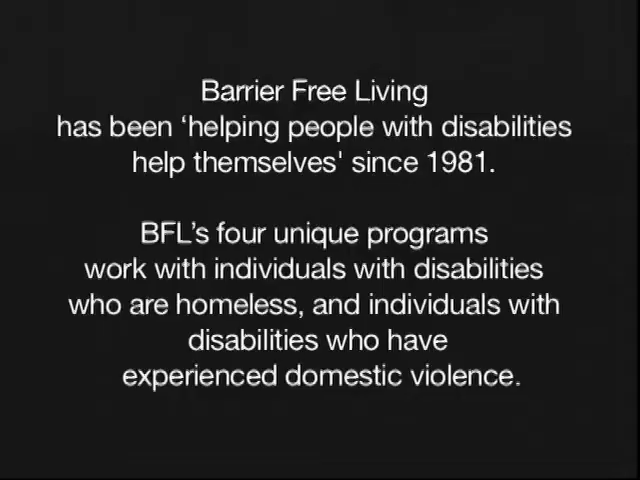 Barrier Free Living
has been ‘helping people with disabilities
help themselves' since 1981.
BFL’s four unique programs
work with individuals with disabilities
who are homeless, and individuals with
disabilities who have
experienced domestic violence.